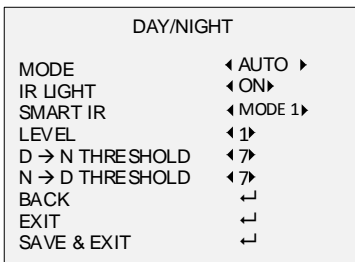 DAY/NIGHT
MODE ◂ AUTO ▸
IR LIGHT ◂ ON ▸
SMART IR ◂ MODE 1 ▸
LEVEL ◂ 1 ▸
D → N THRESHOLD ◂ 7 ▸
N → D THRESHOLD ◂ 7 ▸
BACK ↵
EXIT ↵
SAVE & EXIT ↵